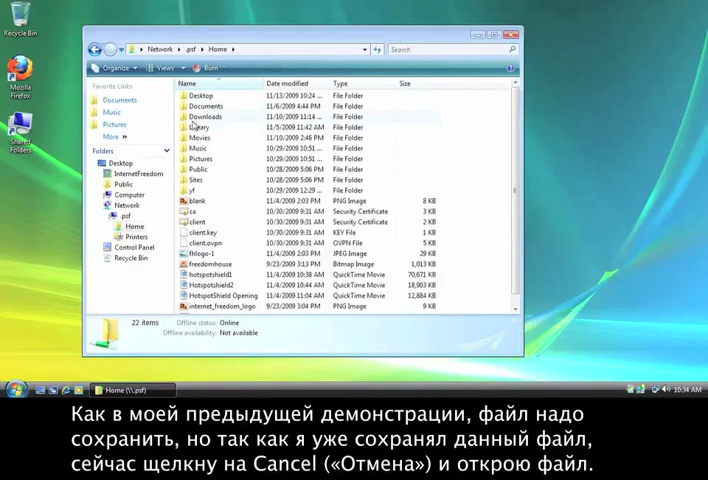 Recycle Bin
Mozilla
Firefox
Shared
Folders
Network ▸ .psf ▸ Home ▸
Search
Organize Views Burn
Favorite Links
Documents
Music
Pictures
More »
Folders
Desktop
InternetFreedom
Public
Computer
Network
.psf
Home
Printers
Control Panel
Recycle Bin
Name Date modified Type Size
Desktop 11/13/2009 10:24 ... File Folder
Documents 11/6/2009 4:44 PM File Folder
Downloads 11/10/2009 11:14 ... File Folder
11/5/2009 11:42 AM File Folder
Movies 11/10/2009 2:46 PM File Folder
Music 10/29/2009 10:51 ... File Folder
Pictures 10/29/2009 10:51 ... File Folder
Public 10/28/2009 5:06 PM File Folder
Sites 10/28/2009 5:06 PM File Folder
yf 10/29/2009 12:29 ... File Folder
blank 11/4/2009 2:03 PM PNG Image 8 KB
ca 10/30/2009 9:31 AM Security Certificate 3 KB
client 10/30/2009 9:31 AM Security Certificate 2 KB
client.key 10/30/2009 9:31 AM KEY File 1 KB
client.ovpn 10/30/2009 9:31 AM OVPN File 5 KB
fhlogo-1 11/4/2009 2:03 PM JPEG Image 29 KB
freedomhouse 9/23/2009 3:13 PM Bitmap Image 1,013 KB
hotspotshield1 11/4/2009 10:38 AM QuickTime Movie 70,671 KB
Hotspotshield2 11/4/2009 10:44 AM QuickTime Movie 18,903 KB
HotspotShield Opening 11/4/2009 11:04 AM QuickTime Movie 12,884 KB
internet_freedom_logo 9/23/2009 3:04 PM PNG Image 9 KB
22 items Offline status: Online
Offline availability: Not available
Home (\\.psf) 10:34 AM
Как в моей предыдущей демонстрации, файл надо
сохранить, но так как я уже сохранял данный файл,
сейчас щелкну на Cancel («Отмена») и открою файл.